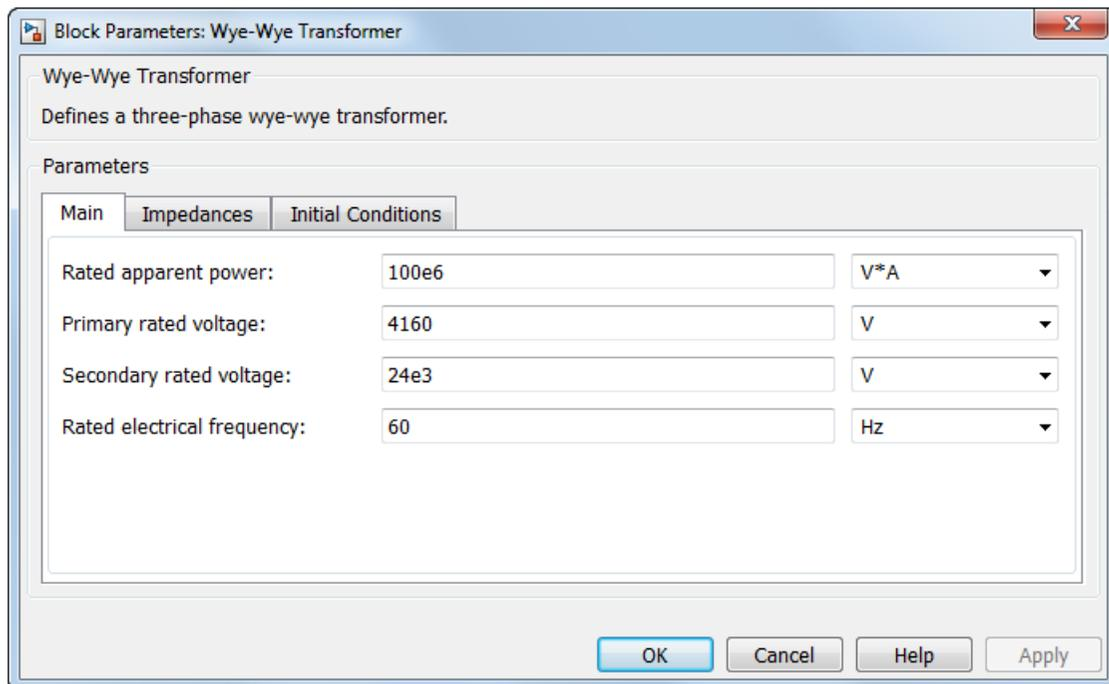 Block Parameters: Wye-Wye Transformer
x
Wye-Wye Transformer
Defines a three-phase wye-wye transformer.
Parameters
Main Impedances Initial Conditions
Rated apparent power: 100e6 V*A
Primary rated voltage: 4160 V
Secondary rated voltage: 24e3 V
Rated electrical frequency: 60 Hz
OK Cancel Help Apply